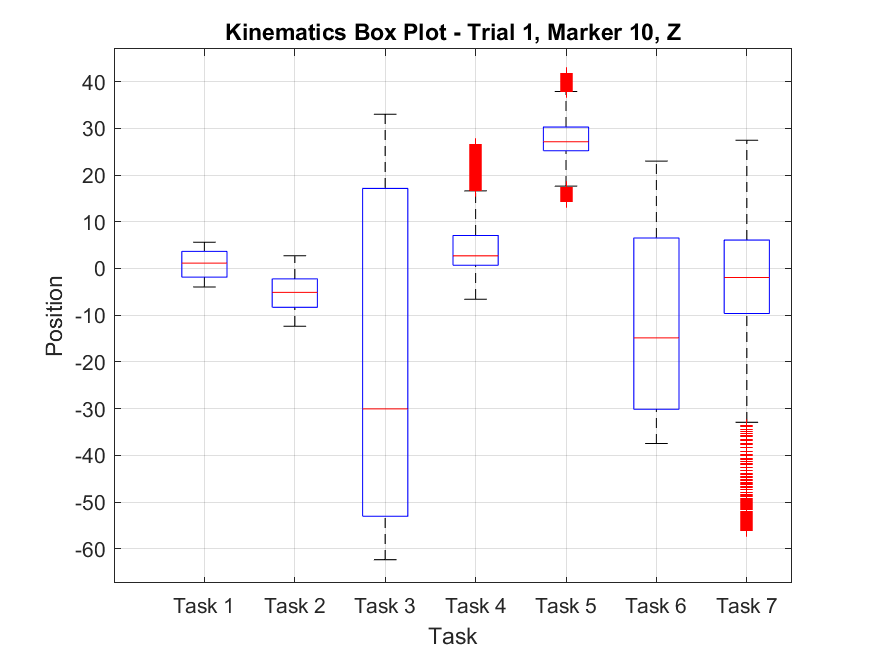 Kinematics Box Plot - Trial 1, Marker 10, Z
40
30
20
10
0
-10
-20
-30
-40
-50
-60
Position
Task 1 Task 2 Task 3 Task 4 Task 5 Task 6 Task 7
Task